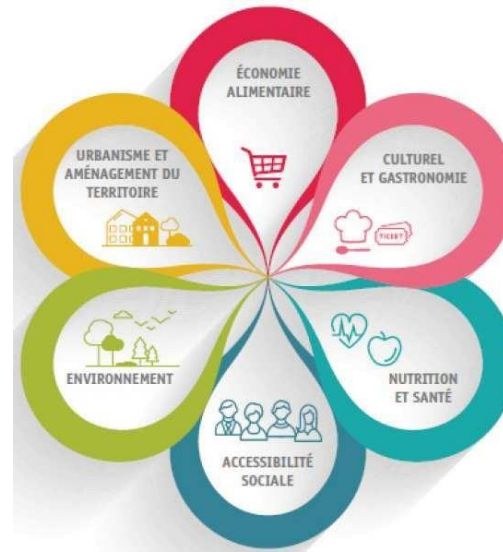 ÉCONOMIE
ALIMENTAIRE
CULTUREL
ET GASTRONOMIE
TICKET
NUTRITION
ET SANTÉ
ACCESSIBILITÉ
SOCIALE
ENVIRONNEMENT
URBANISME ET
AMÉNAGEMENT DU
TERRITOIRE